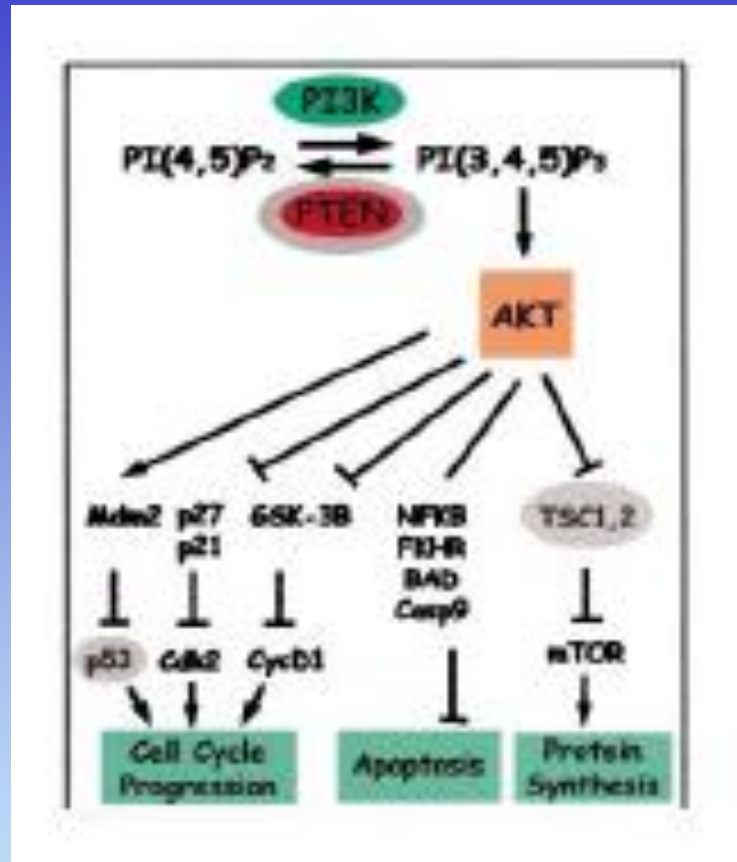 PI3K
PI(4,5)P2
PI(3,4,5)P3
PTEN
AKT
Mdm2
p27
p21
GSK-3B
NFKB
FKHR
BAD
Casp9
TSC1,2
p53
Cdk2
CycD1
mTOR
Cell Cycle
Progression
Apoptosis
Protein
Synthesis